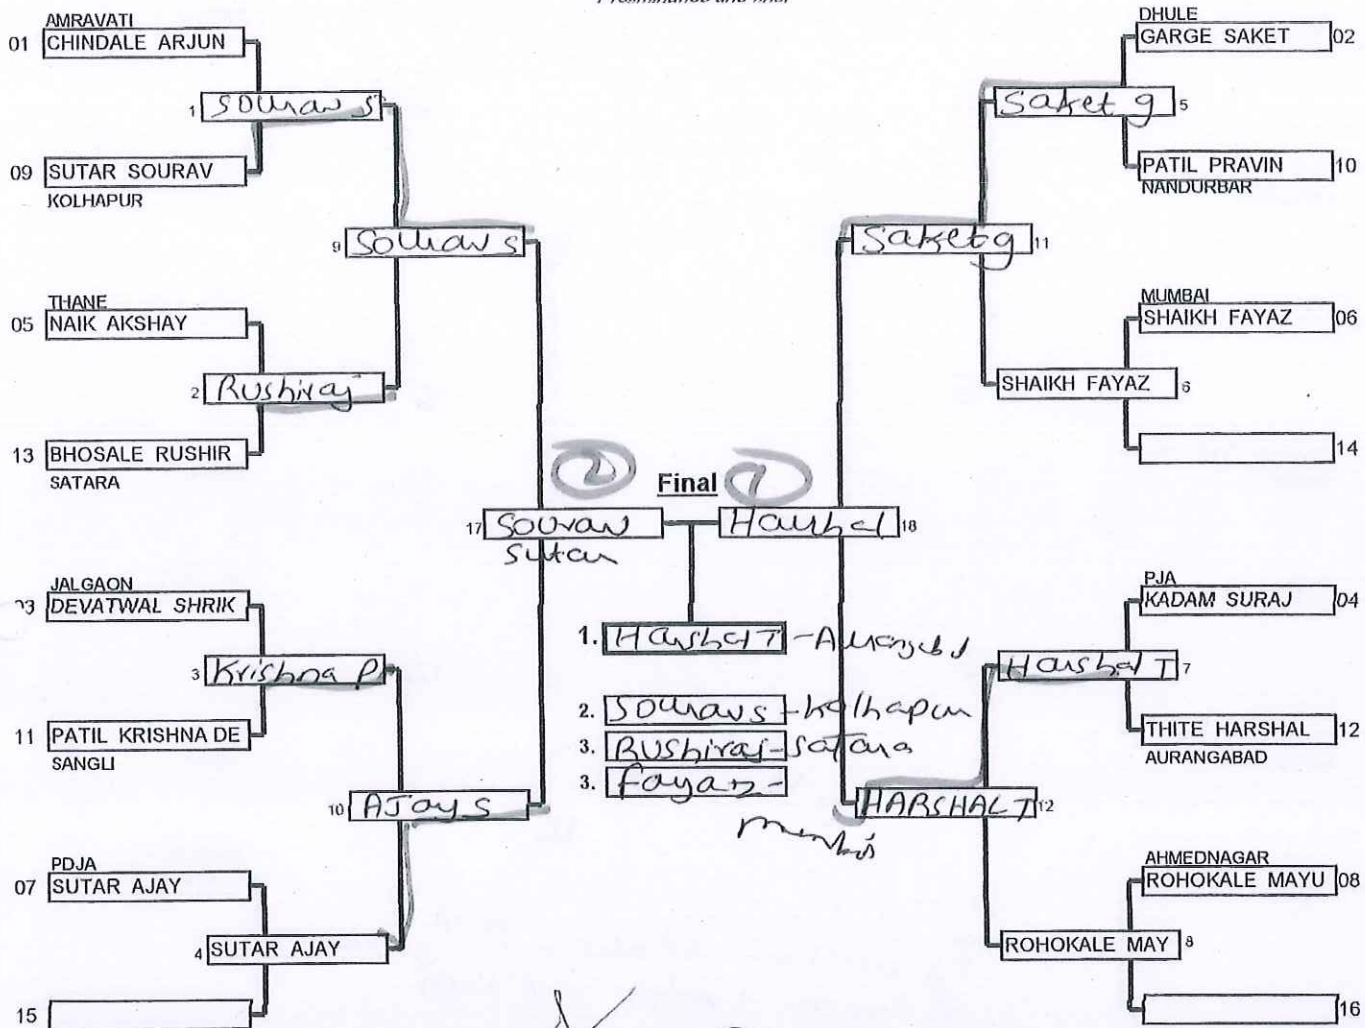 AMRAVATI
01 CHINDALE ARJUN
1 Sourav S
09 SUTAR SOURAV
KOLHAPUR
9 Sourav S
THANE
05 NAIK AKSHAY
2 Rushiraj
13 BHOSALE RUSHIR
SATARA
17 Sourav
Sutar
JALGAON
03 DEVATWAL SHRIK
3 Krishna P
11 PATIL KRISHNA DE
SANGLI
10 AJay S
PDJA
07 SUTAR AJAY
4 SUTAR AJAY
15
2
Final
1
1. Harshal T - Aurangabad
2. Sourav S - Kolhapur
3. RUShiraj - Satara
3. fayaz -
DHULE
GARGE SAKET 02
Saket g 5
PATIL PRAVIN 10
NANDURBAR
Saket g 11
MUMBAI
SHAIKH FAYAZ 06
SHAIKH FAYAZ 6
14
Harshal 18
PJA
KADAM SURAJ 04
Harshal T 7
THITE HARSHAL 12
AURANGABAD
HARSHAL T 12
AHMEDNAGAR
ROHOKALE MAYU 08
ROHOKALE MAY 8
16